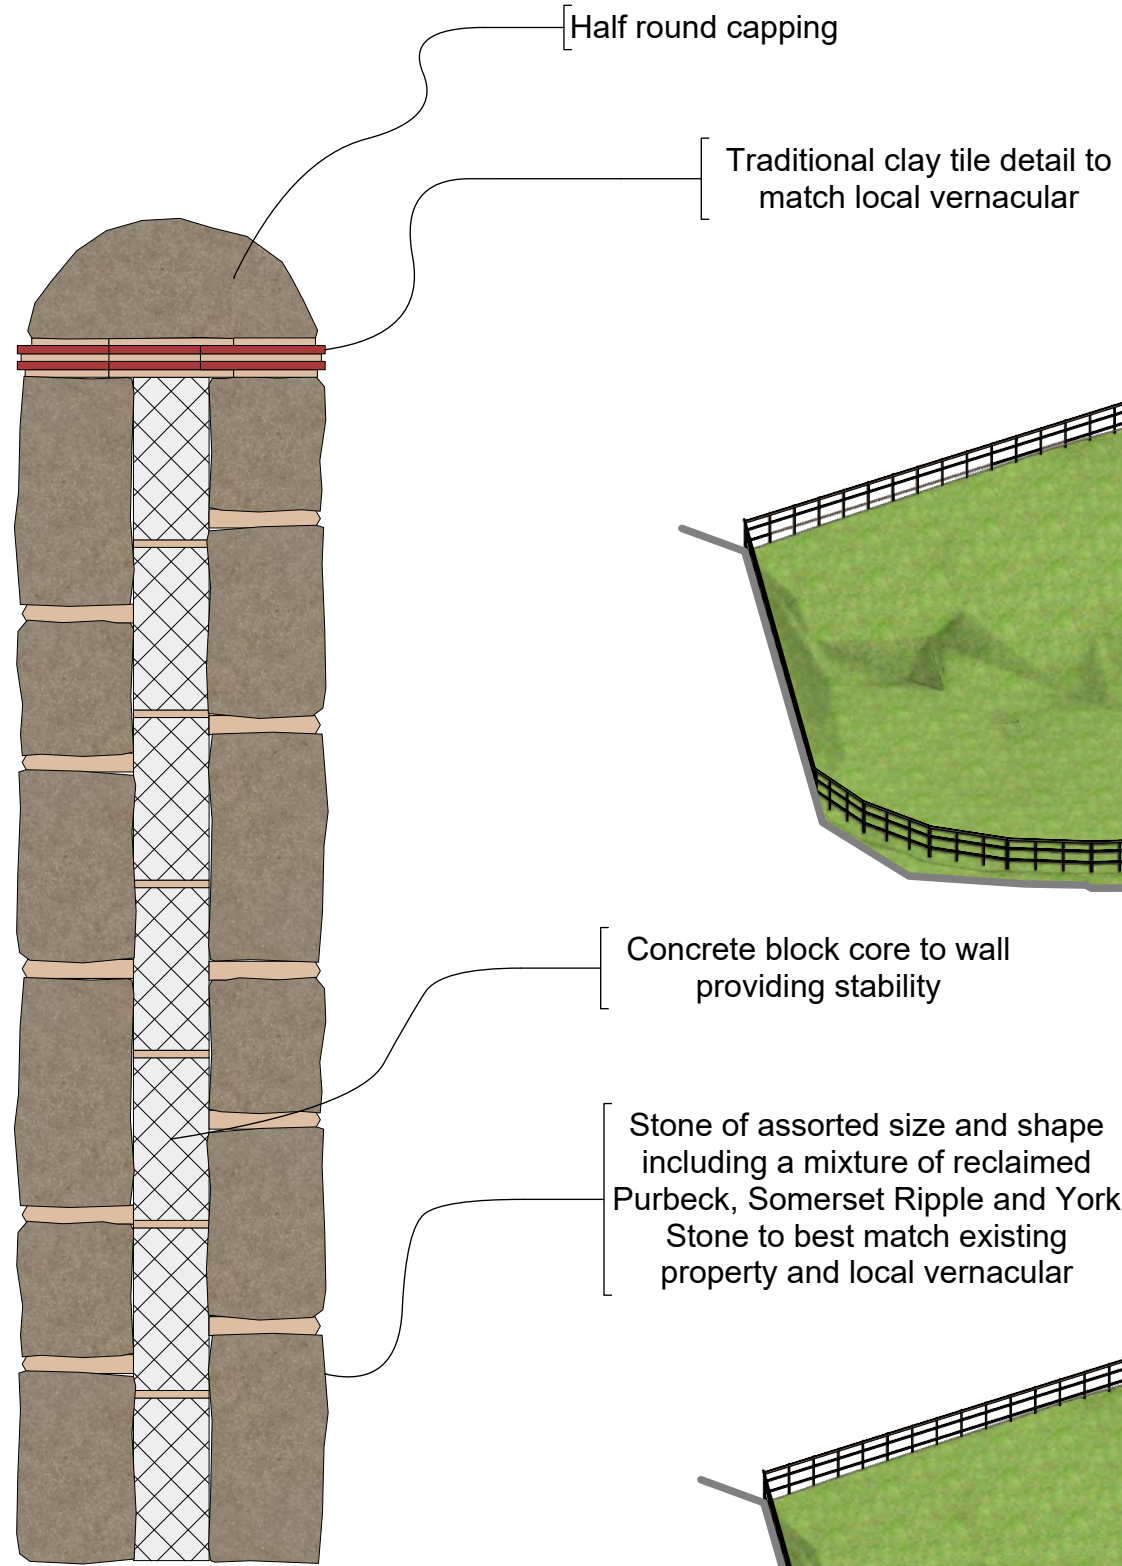 Half round capping
Traditional clay tile detail to
match local vernacular
Concrete block core to wall
providing stability
Stone of assorted size and shape
including a mixture of reclaimed
Purbeck, Somerset Ripple and York
Stone to best match existing
property and local vernacular